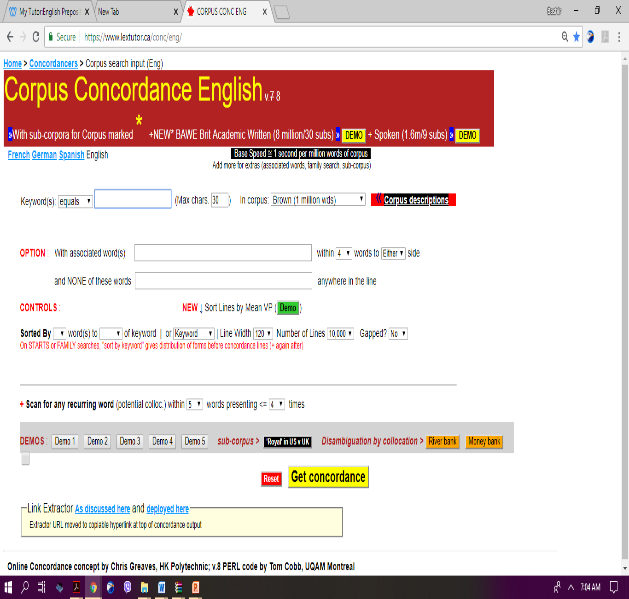 My TutorEnglish Prepos
New Tab
CORPUS CONC ENG
Secure https://www.lextutor.ca/conc/eng/
Home > Concordancers > Corpus search input (Eng)
Corpus Concordance English v.7 8
»With sub-corpora for Corpus marked * +NEW* BAWE Brit Academic Written (8 million/30 subs) » DEMO + Spoken (1.6m/9 subs) » DEMO
French German Spanish English
Base Speed ≅ 1 second per million words of corpus
Add more for extras (associated words, family search, sub-corpus)
Keyword(s): equals (Max chars. 30 ) In corpus: Brown (1 million wds) Corpus descriptions
OPTION With associated word(s) within 4 words to Either side
and NONE of these words anywhere in the line
CONTROLS NEW ↓ Sort Lines by Mean VP ( Demo )
Sorted By word(s) to of keyword | or Keyword | Line Width 120 Number of Lines 10,000 Gapped? No
On STARTS or FAMILY searches, "sort by keyword" gives distribution of forms before concordance lines (+ again after)
+ Scan for any recurring word (potential colloc.) within 5 words presenting <= 4 times
DEMOS Demo 1 Demo 2 Demo 3 Demo 4 Demo 5 sub-corpus > 'Royal' in US v UK Disambiguation by collocation > River bank Money bank
Reset Get concordance
Link Extractor As discussed here and deployed here
Extractor URL moved to copiable hyperlink at top of concordance output
Online Concordance concept by Chris Greaves, HK Polytechnic; v.8 PERL code by Tom Cobb, UQAM Montreal
7:04 AM